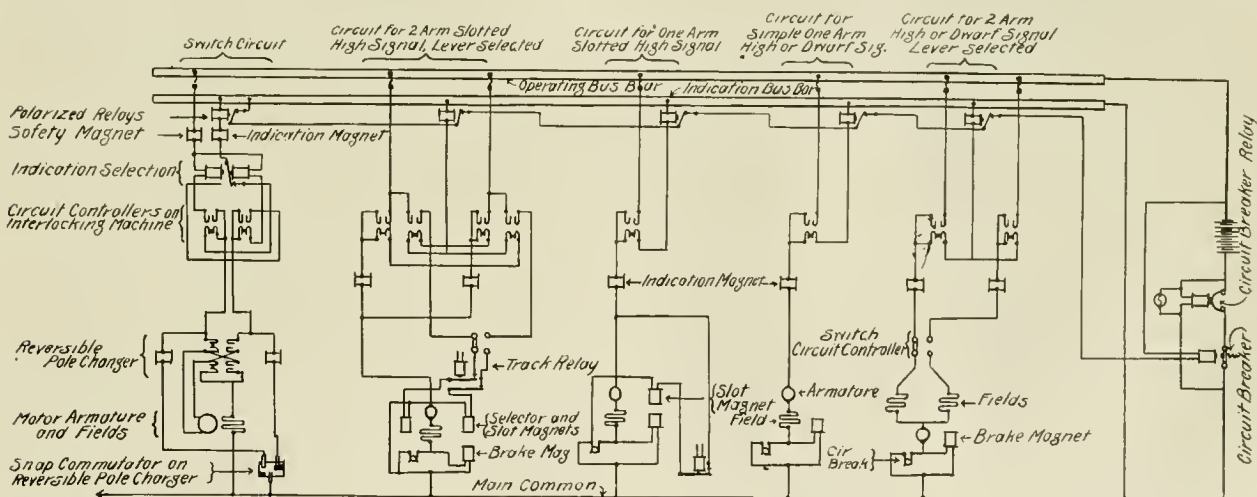 Switch Circuit
Circuit for 2 Arm Slotted
High Signal, Lever Selected
Circuit for One Arm
Slotted High Signal
Circuit for
Simple One Arm
High or Dwarf Sig.
Circuit for 2 Arm
High or Dwarf Signal
Lever selected
Operating Bus Bar
Indication Bus Bar
Polarized Relays
Safety Magnet
Indication Magnet
Indication Selection
Circuit Controllers on
Interlocking Machine
Indication Magnet
Reversible
Pole Changer
Track Relay
Switch
Circuit Controller
Motor Armature
and Fields
Selector and
Slot Magnets
Brake Mag
Slot
Magnet
Armature
Field
Fields
Brake Magnet
Cir
Break
Snap Commutator on
Reversible Pole Changer
Main Common
Circuit Breaker Relay
Circuit Breaker